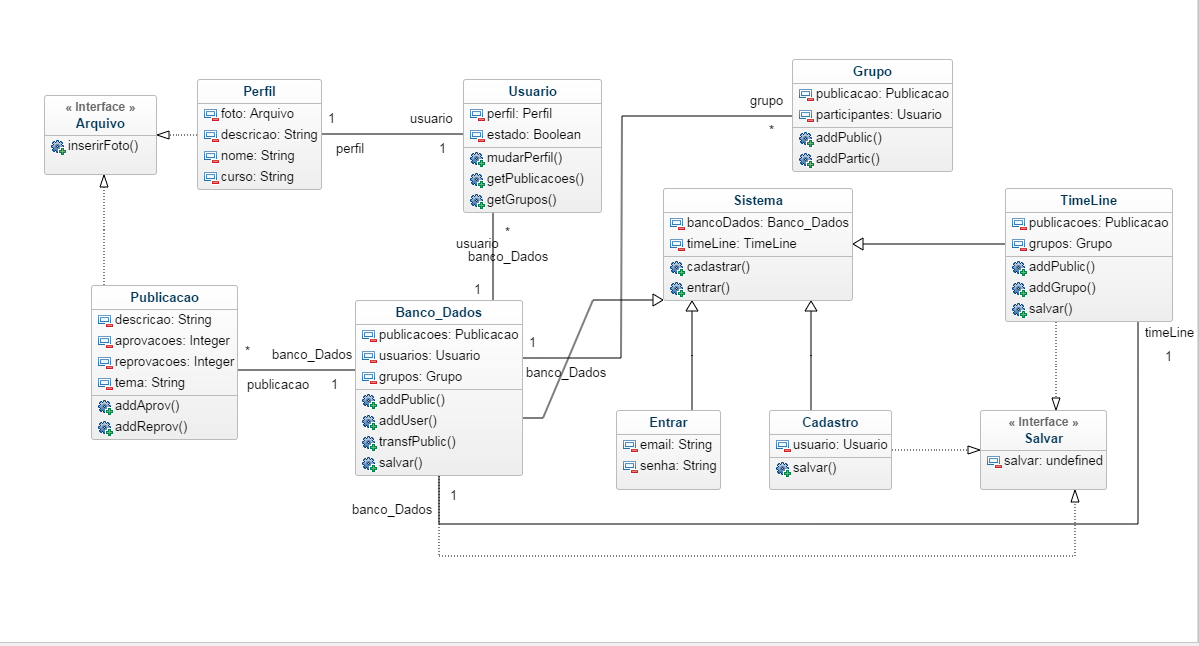 « Interface »
Arquivo
inserirFoto()
Perfil
foto: Arquivo
descricao: String
nome: String
curso: String
1
perfil
usuario
1
Usuario
perfil: Perfil
estado: Boolean
mudarPerfil()
getPublicacoes()
getGrupos()
*
usuario
banco_Dados
1
grupo
*
Grupo
publicacao: Publicacao
participantes: Usuario
addPublic()
addPartic()
Sistema
bancoDados: Banco_Dados
timeLine: TimeLine
cadastrar()
entrar()
TimeLine
publicacoes: Publicacao
grupos: Grupo
addPublic()
addGrupo()
salvar()
timeLine
1
Publicacao
descricao: String
aprovacoes: Integer
reprovacoes: Integer
tema: String
addAprov()
addReprov()
*
banco_Dados
publicacao
1
Banco_Dados
publicacoes: Publicacao
usuarios: Usuario
grupos: Grupo
addPublic()
addUser()
transfPublic()
salvar()
1
banco_Dados
1
banco_Dados
Entrar
email: String
senha: String
Cadastro
usuario: Usuario
salvar()
« Interface »
Salvar
salvar: undefined